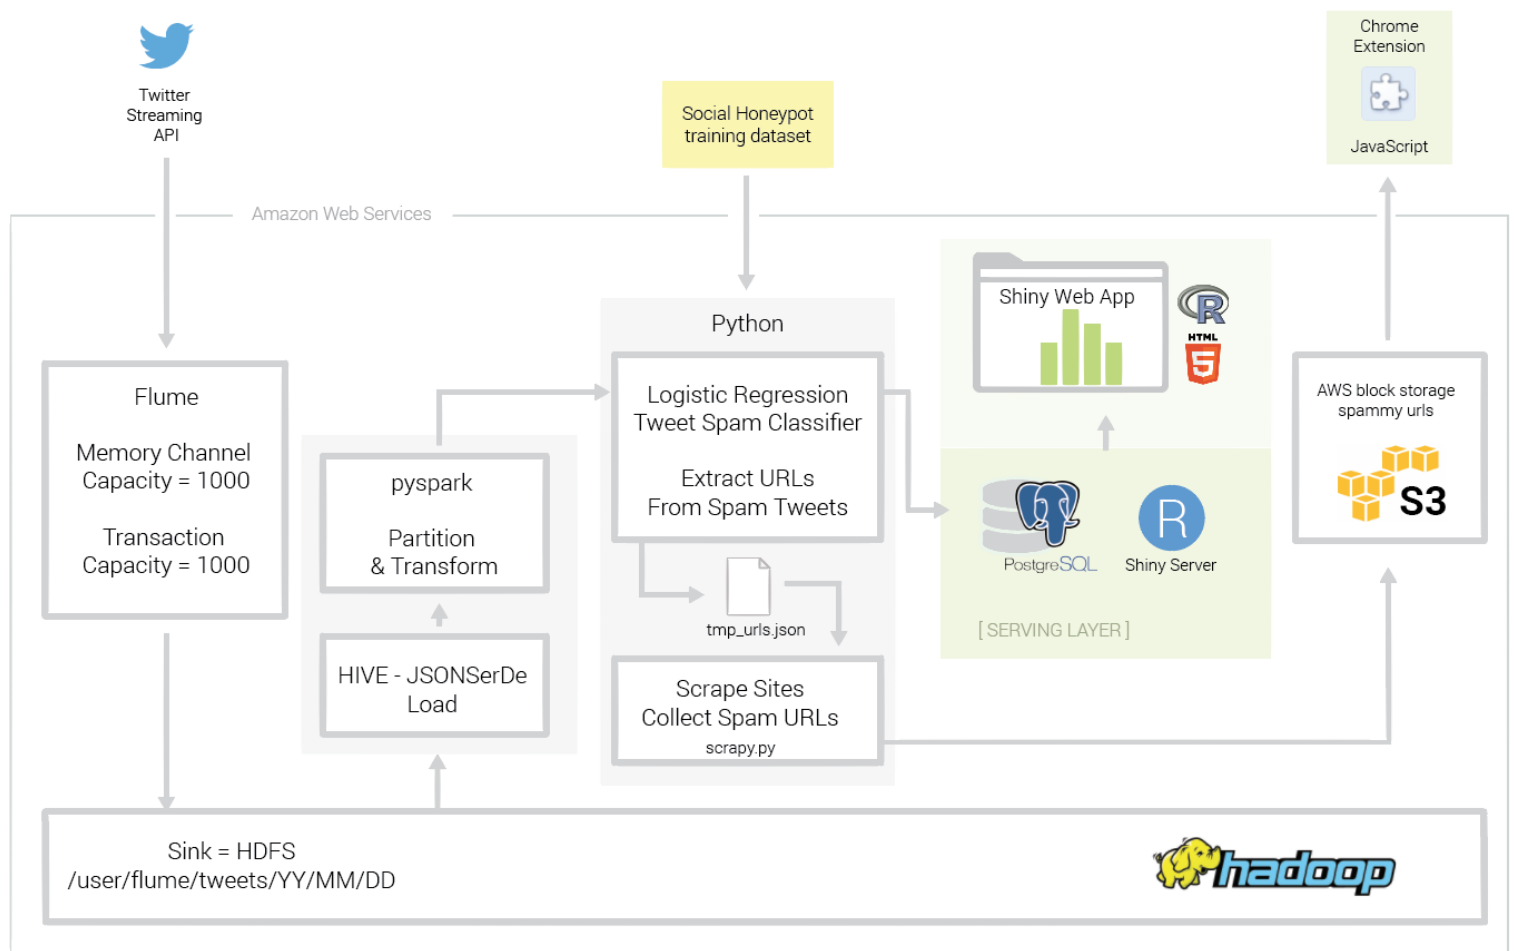 Twitter
Streaming
API
Social Honeypot
training dataset
Chrome
Extension
JavaScript
Amazon Web Services
Flume
Memory Channel
Capacity = 1000
Transaction
Capacity = 1000
pyspark
Partition
& Transform
HIVE - JSONSerDe
Load
Python
Logistic Regression
Tweet Spam Classifier
Extract URLs
From Spam Tweets
tmp_urls.json
Scrape Sites
Collect Spam URLs
scrapy.py
Shiny Web App
R
HTML
5
PostgreSQL
R
Shiny Server
[ SERVING LAYER ]
AWS block storage
spammy urls
S3
Sink = HDFS
/user/flume/tweets/YY/MM/DD
hadoop